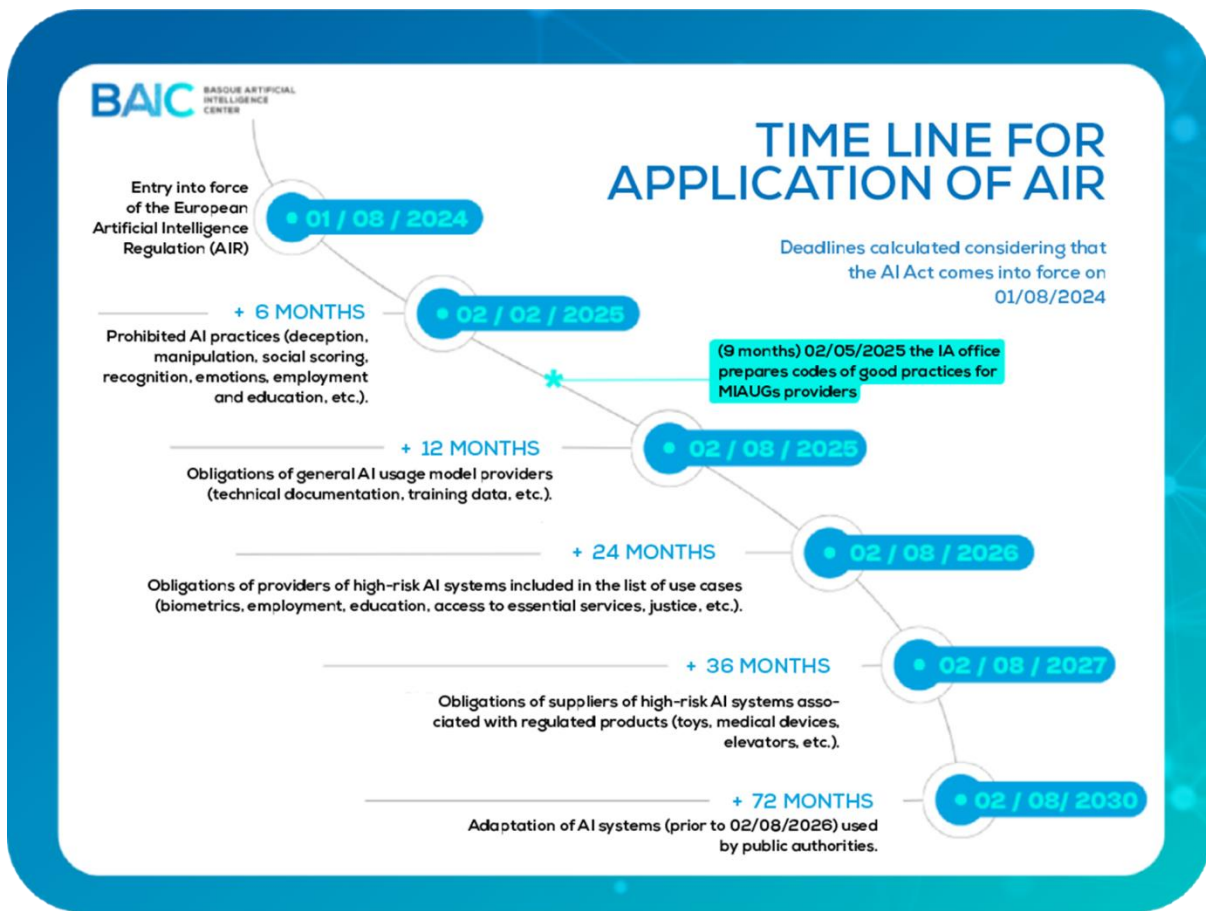 BAIC
BASQUE ARTIFICIAL
INTELLIGENCE
CENTER
TIME LINE FOR
APPLICATION OF AIR
Deadlines calculated considering that
the AI Act comes into force on
01/08/2024
Entry into force
of the European
Artificial Intelligence
Regulation (AIR)
01 / 08 / 2024
+ 6 MONTHS
02 / 02 / 2025
Prohibited AI practices (deception,
manipulation, social scoring,
recognition, emotions, employment
and education, etc.).
(9 months) 02/05/2025 the IA office
prepares codes of good practices for
MIAUGs providers
*
+ 12 MONTHS
02 / 08 / 2025
Obligations of general AI usage model providers
(technical documentation, training data, etc.).
+ 24 MONTHS
02 / 08 / 2026
Obligations of providers of high-risk AI systems included in the list of use cases
(biometrics, employment, education, access to essential services, justice, etc.).
+ 36 MONTHS
02 / 08 / 2027
Obligations of suppliers of high-risk AI systems asso-
ciated with regulated products (toys, medical devices,
elevators, etc.).
+ 72 MONTHS
02 / 08/ 2030
Adaptation of AI systems (prior to 02/08/2026) used
by public authorities.